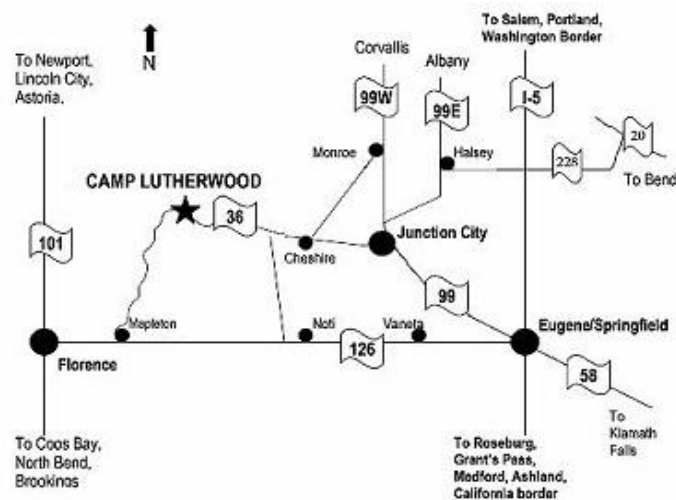 To Salem, Portland,
Washington Border
To Newport,
Lincoln City,
Astoria.
N
Corvallis
Albany
99W
99E
I-5
20
Monroe
Halsey
228
To Bend
CAMP LUTHERWOOD
36
101
Cheshire
Junction City
99
Mapleton
Noti
Vaneta
Eugene/Springfield
126
Florence
58
To
Klamath
Falls
To Coos Bay,
North Bend,
Brookinos
To Roseburg,
Grant's Pass,
Medford, Ashland,
California border